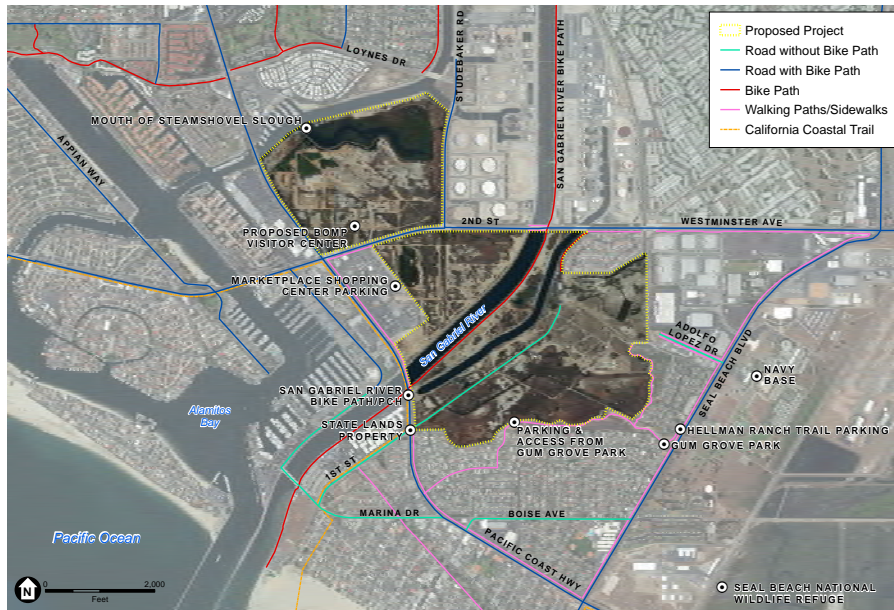 Proposed Project
Road without Bike Path
Road with Bike Path
Bike Path
Walking Paths/Sidewalks
California Coastal Trail
LOYNES DR
STUDEBAKER RD
SAN GABRIEL RIVER BIKE PATH
MOUTH OF STEAMSHOVEL SLOUGH
APPIAN WAY
2ND ST
WESTMINSTER AVE
PROPOSED BOMP
VISITOR CENTER
MARKETPLACE SHOPPING
CENTER PARKING
San Gabriel River
ADOLFO
LOPEZ DR
SEAL BEACH BLVD
NAVY
BASE
SAN GABRIEL RIVER
BIKE PATH/PCH
Alamitos
Bay
STATE LANDS
PROPERTY
PARKING &
ACCESS FROM
GUM GROVE PARK
HELLMAN RANCH TRAIL PARKING
GUM GROVE PARK
1ST ST
MARINA DR
BOISE AVE
Pacific Ocean
PACIFIC COAST HWY
N
0
2,000
Feet
SEAL BEACH NATIONAL
WILDLIFE REFUGE